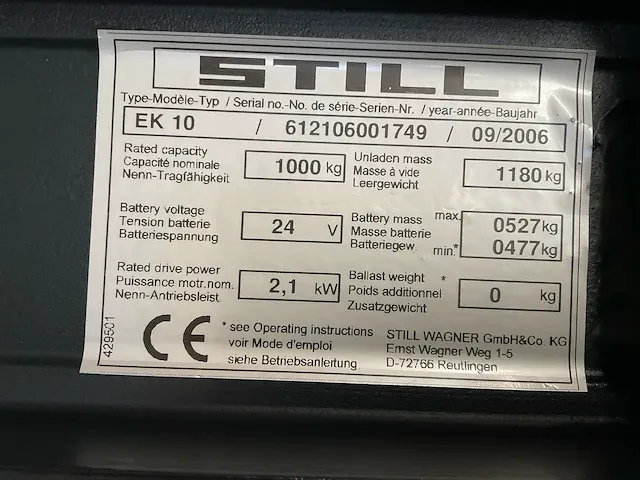 STILL
Type-Modèle-Typ / Serial no.-No. de série-Serien-Nr. / year-année-Baujahr
EK 10 / 612106001749 / 09/2006
Rated capacity
Capacité nominale
Nenn-Tragfähigkeit
1000 kg
Unladen mass
Masse à vide
Leergewicht
1180 kg
Battery voltage
Tension batterie
Batteriespannung
24 V
Battery mass max.
Masse batterie
Batteriegew. min.*
0527 kg
0477 kg
Rated drive power
Puissance motr.nom.
Nenn-Antriebsleist.
2,1 kW
Ballast weight *
Poids additionnel
Zusatzgewicht
0 kg
429501
CE
* see Operating instructions
voir Mode d'emploi
siehe Betriebsanleitung
STILL WAGNER GmbH&Co. KG
Ernst Wagner Weg 1-5
D-72766 Reutlingen